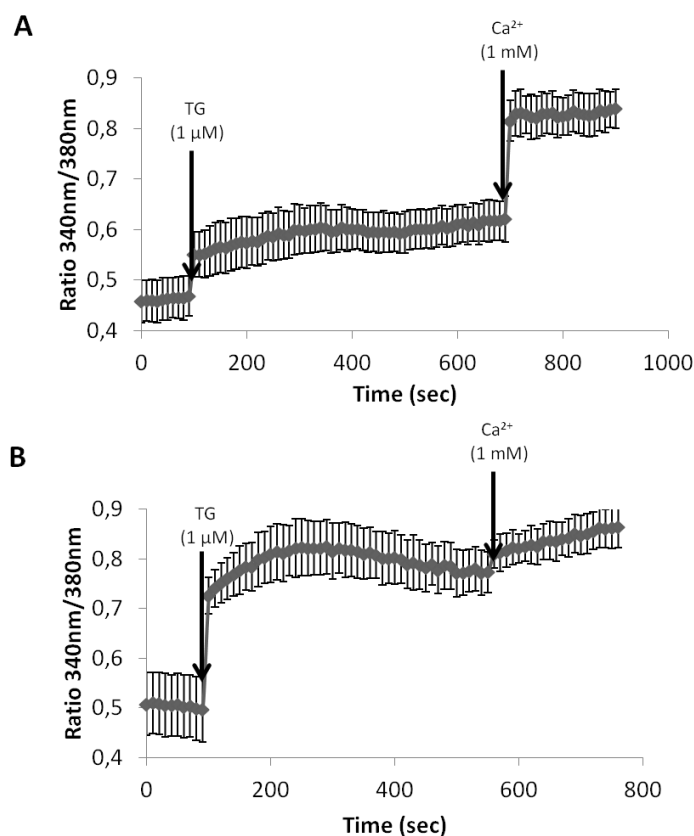 A
Ca²⁺
(1 mM)
TG
(1 µM)
0,9
0,8
0,7
0,6
0,5
0,4
Ratio 340nm/380nm
0 200 400 600 800 1000
Time (sec)
B
Ca²⁺
(1 mM)
TG
(1 µM)
0,9
0,8
0,7
0,6
0,5
0,4
Ratio 340nm/380nm
0 200 400 600 800
Time (sec)